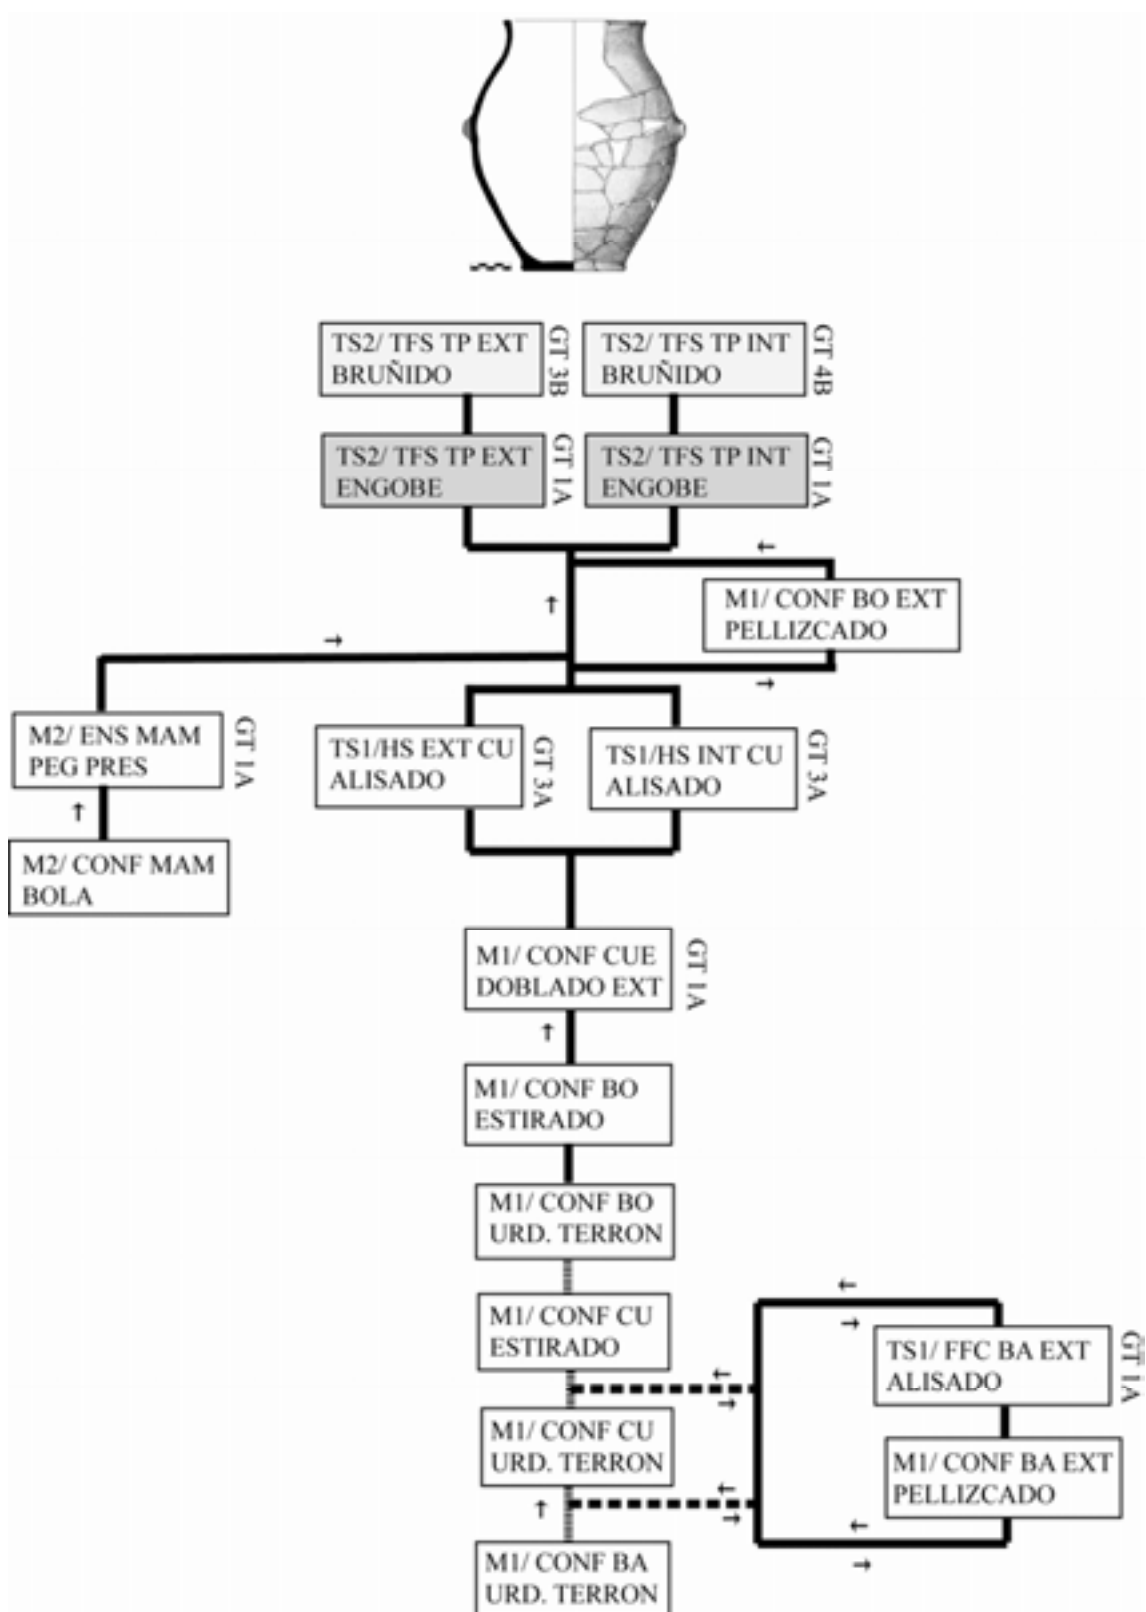 TS2/ TFS TP EXT
BRUÑIDO
GT 3B
TS2/ TFS TP INT
BRUÑIDO
GT 4B
TS2/ TFS TP EXT
ENGOBE
GT 1A
TS2/ TFS TP INT
ENGOBE
GT 1A
M1/ CONF BO EXT
PELLIZCADO
M2/ ENS MAM
PEG PRES
GT 1A
TS1/HS EXT CU
ALISADO
GT 3A
TS1/HS INT CU
ALISADO
GT 3A
M2/ CONF MAM
BOLA
M1/ CONF CUE
DOBLADO EXT
GT 1A
M1/ CONF BO
ESTIRADO
M1/ CONF BO
URD. TERRON
M1/ CONF CU
ESTIRADO
TS1/ FFC BA EXT
ALISADO
GT 1A
M1/ CONF CU
URD. TERRON
M1/ CONF BA EXT
PELLIZCADO
M1/ CONF BA
URD. TERRON